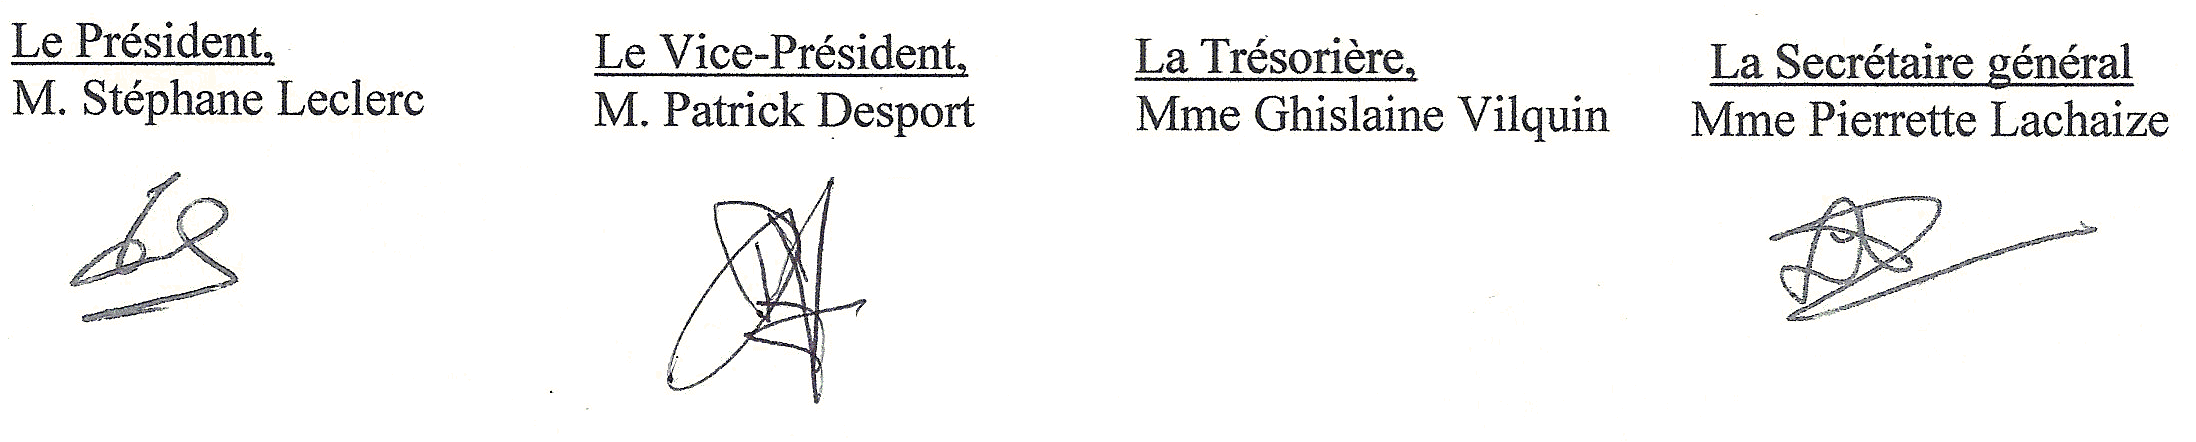 Le Président,
M. Stéphane Leclerc
Le Vice-Président,
M. Patrick Desport
La Trésorière,
Mme Ghislaine Vilquin
La Secrétaire général
Mme Pierrette Lachaize